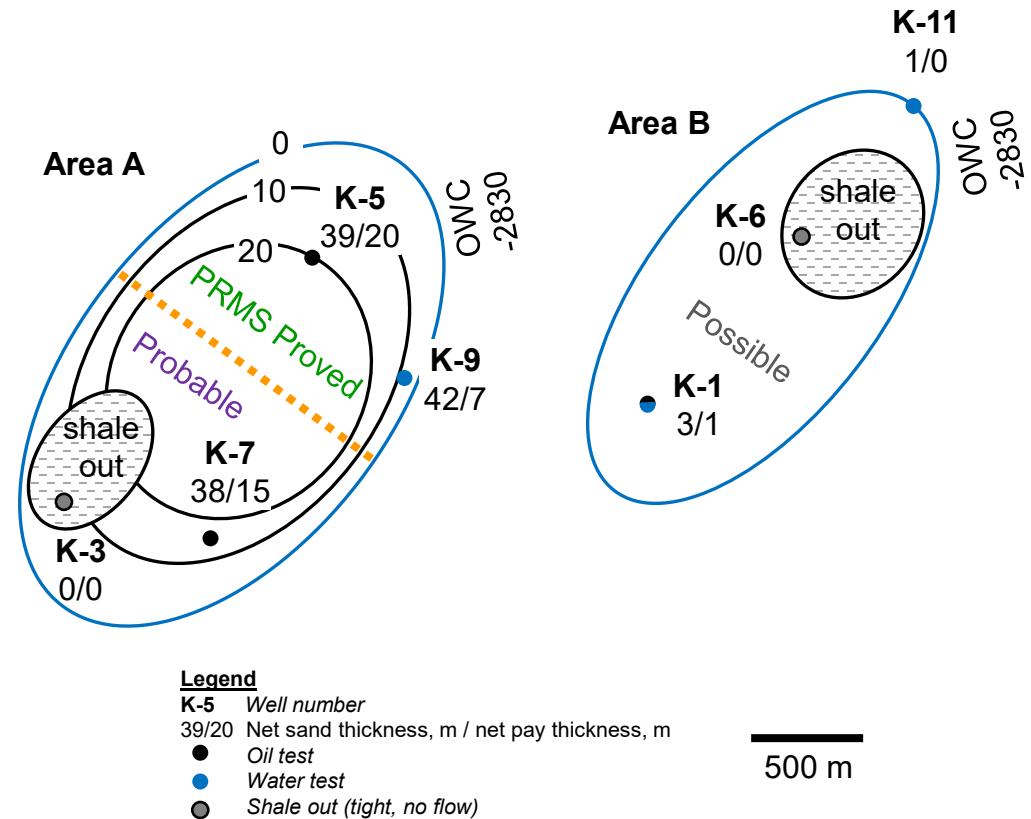 K-11
1/0
Area B
OWC
-2830
Area A
0
10
20
K-5
39/20
OWC
-2830
shale
out
K-6
0/0
PRMS Proved
Probable
Possible
K-9
42/7
K-1
3/1
shale
out
K-7
38/15
K-3
0/0
Legend
K-5 Well number
39/20 Net sand thickness, m / net pay thickness, m
Oil test
Water test
Shale out (tight, no flow)
500 m